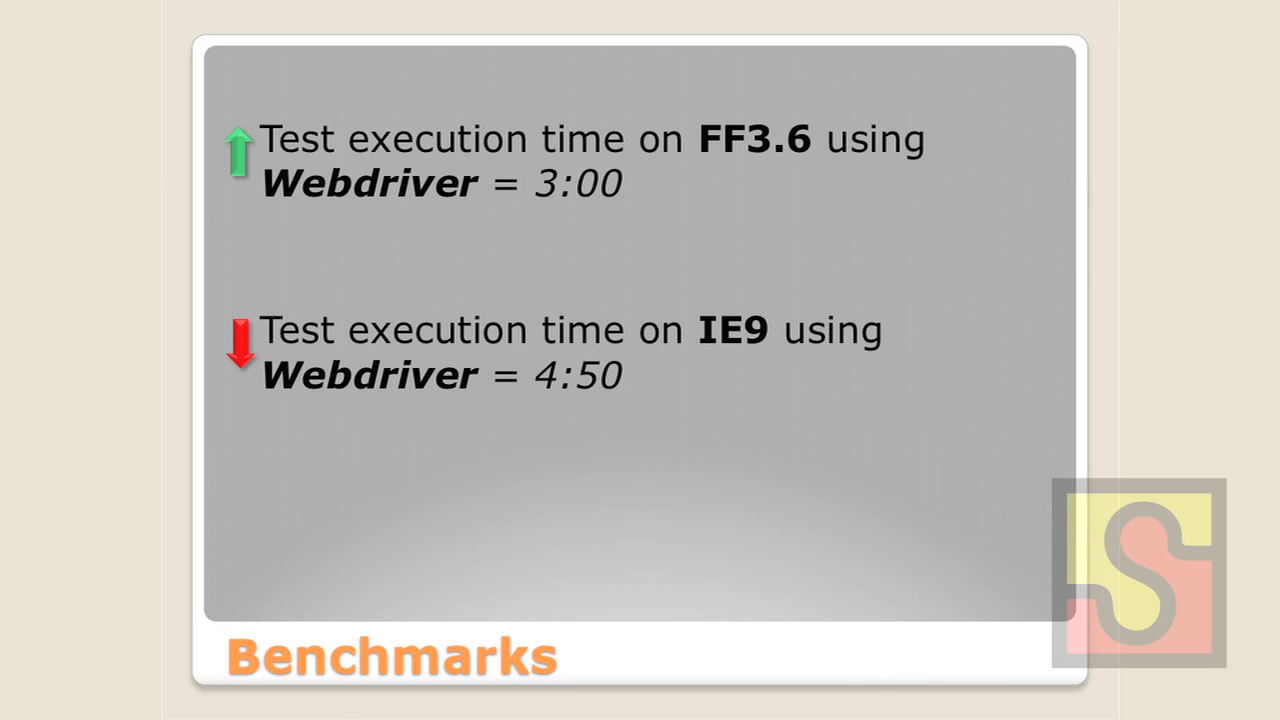 Test execution time on FF3.6 using
Webdriver = 3:00
Test execution time on IE9 using
Webdriver = 4:50
Benchmarks
S